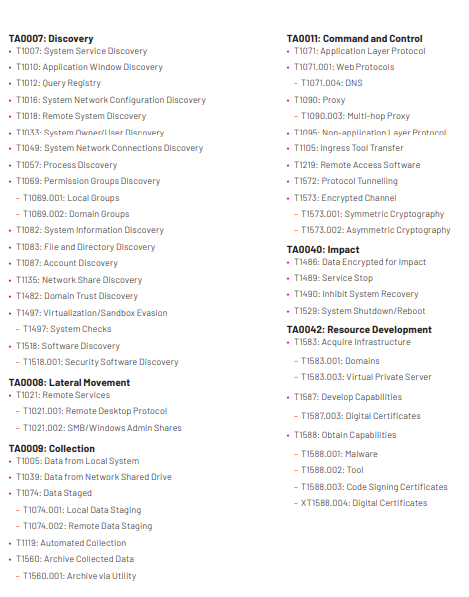 TA0007: Discovery
• T1007: System Service Discovery
• T1010: Application Window Discovery
• T1012: Query Registry
• T1016: System Network Configuration Discovery
• T1018: Remote System Discovery
• T1033: System Owner/User Discovery
• T1049: System Network Connections Discovery
• T1057: Process Discovery
• T1069: Permission Groups Discovery
– T1069.001: Local Groups
– T1069.002: Domain Groups
• T1082: System Information Discovery
• T1083: File and Directory Discovery
• T1087: Account Discovery
• T1135: Network Share Discovery
• T1482: Domain Trust Discovery
• T1497: Virtualization/Sandbox Evasion
– T1497: System Checks
• T1518: Software Discovery
– T1518.001: Security Software Discovery
TA0008: Lateral Movement
• T1021: Remote Services
– T1021.001: Remote Desktop Protocol
– T1021.002: SMB/Windows Admin Shares
TA0009: Collection
• T1005: Data from Local System
• T1039: Data from Network Shared Drive
• T1074: Data Staged
– T1074.001: Local Data Staging
– T1074.002: Remote Data Staging
• T1119: Automated Collection
• T1560: Archive Collected Data
– T1560.001: Archive via Utility
TA0011: Command and Control
• T1071: Application Layer Protocol
• T1071.001: Web Protocols
– T1071.004: DNS
• T1090: Proxy
– T1090.003: Multi-hop Proxy
• T1095: Non-application Layer Protocol
• T1105: Ingress Tool Transfer
• T1219: Remote Access Software
• T1572: Protocol Tunnelling
• T1573: Encrypted Channel
– T1573.001: Symmetric Cryptography
– T1573.002: Asymmetric Cryptography
TA0040: Impact
• T1486: Data Encrypted for Impact
• T1489: Service Stop
• T1490: Inhibit System Recovery
• T1529: System Shutdown/Reboot
TA0042: Resource Development
• T1583: Acquire Infrastructure
– T1583.001: Domains
– T1583.003: Virtual Private Server
• T1587: Develop Capabilities
– T1587.003: Digital Certificates
• T1588: Obtain Capabilities
– T1588.001: Malware
– T1588.002: Tool
– T1588.003: Code Signing Certificates
– XT1588.004: Digital Certificates